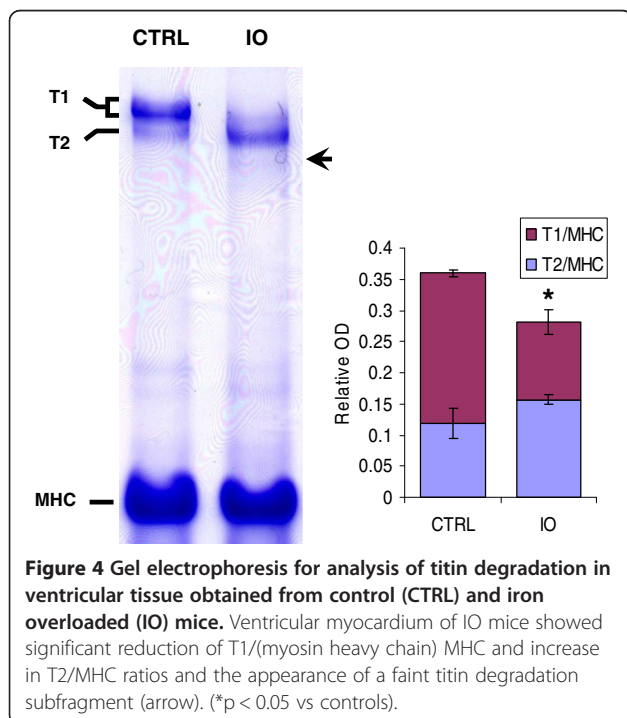 CTRL IO
T1
T2
MHC
T1/MHC
T2/MHC
0.4
0.35
0.3
0.25
0.2
0.15
0.1
0.05
0
Relative OD
*
CTRL IO
Figure 4 Gel electrophoresis for analysis of titin degradation in
ventricular tissue obtained from control (CTRL) and iron
overloaded (IO) mice. Ventricular myocardium of IO mice showed
significant reduction of T1/(myosin heavy chain) MHC and increase
in T2/MHC ratios and the appearance of a faint titin degradation
subfragment (arrow). (*p < 0.05 vs controls).